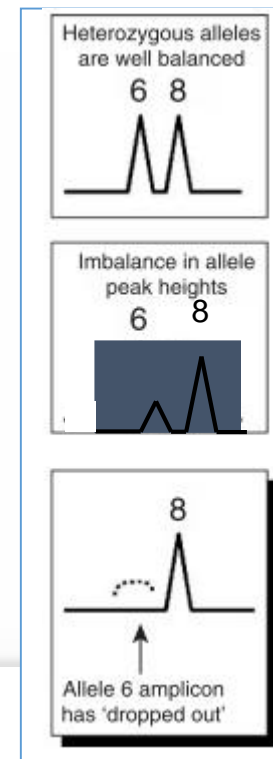 Heterozygous alleles
are well balanced
6 8
Imbalance in allele
peak heights
6 8
8
Allele 6 amplicon
has 'dropped out'